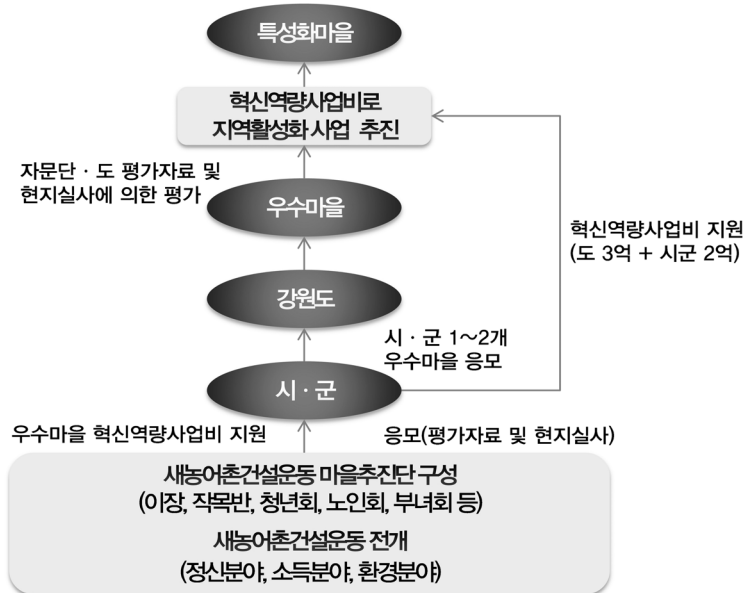 특성화마을
혁신역량사업비로
지역활성화 사업 추진
자문단 · 도 평가자료 및
현지실사에 의한 평가
우수마을
혁신역량사업비 지원
(도 3억 + 시군 2억)
강원도
시 · 군 1~2개
우수마을 응모
시 · 군
우수마을 혁신역량사업비 지원
응모(평가자료 및 현지실사)
새농어촌건설운동 마을추진단 구성
(이장, 작목반, 청년회, 노인회, 부녀회 등)
새농어촌건설운동 전개
(정신분야, 소득분야, 환경분야)